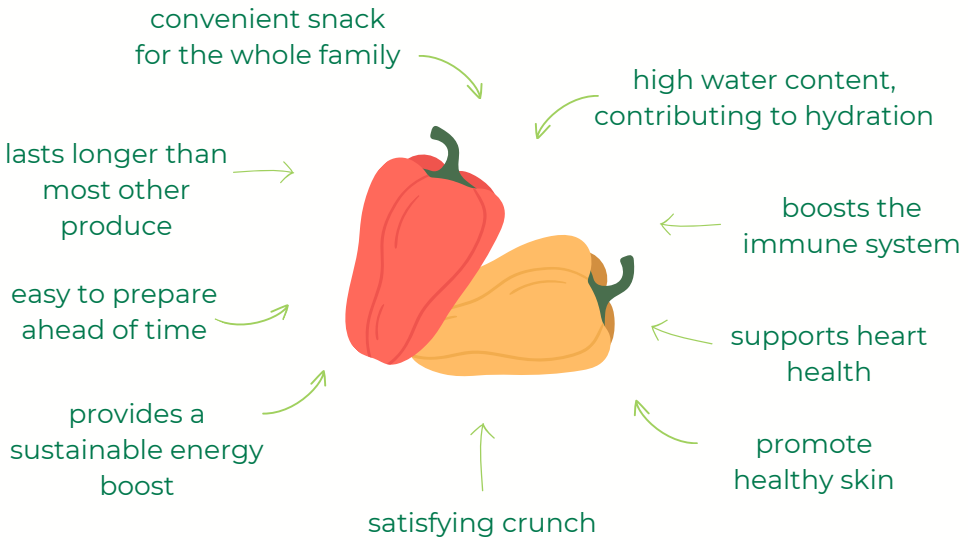 convenient snack
for the whole family
high water content,
contributing to hydration
lasts longer than
most other
produce
boosts the
immune system
easy to prepare
ahead of time
supports heart
health
provides a
sustainable energy
boost
promote
healthy skin
satisfying crunch